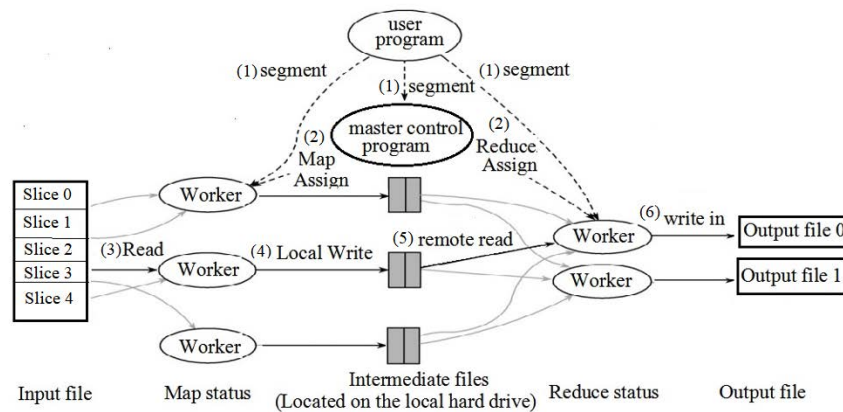 user
program
(1) segment
(1) segment
(1) segment
master control
program
(2)
Map
Assign
(2)
Reduce
Assign
Slice 0
Slice 1
Slice 2
Slice 3
Slice 4
Worker
(3)Read
Worker
Worker
(4) Local Write
(5) remote read
Worker
Worker
(6) write in
Output file 0
Output file 1
Input file
Map status
Intermediate files
(Located on the local hard drive)
Reduce status
Output file